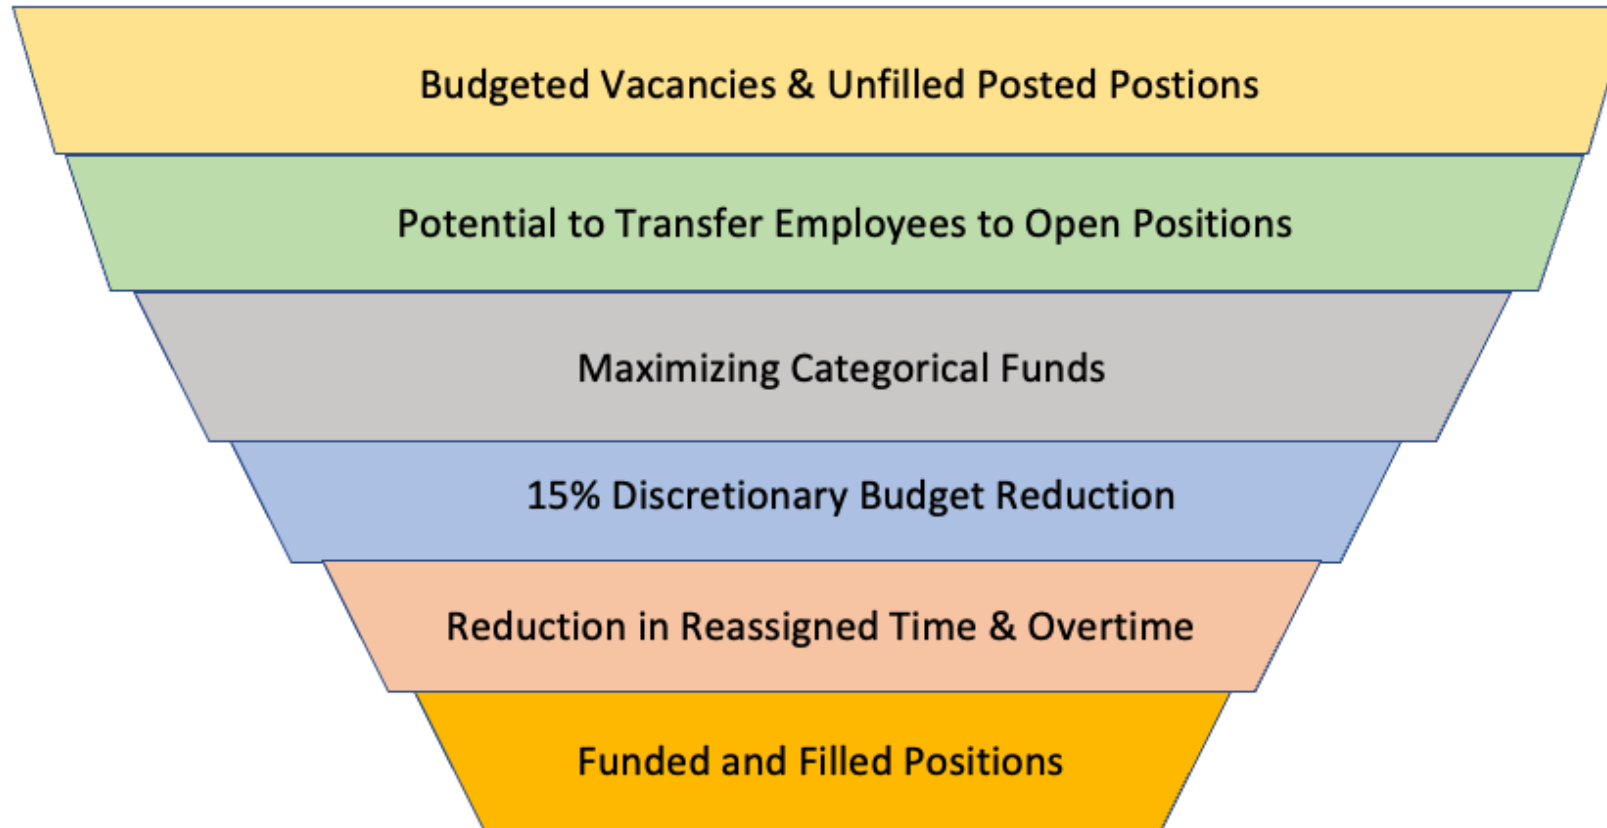 Budgeted Vacancies & Unfilled Posted Postions
Potential to Transfer Employees to Open Positions
Maximizing Categorical Funds
15% Discretionary Budget Reduction
Reduction in Reassigned Time & Overtime
Funded and Filled Positions